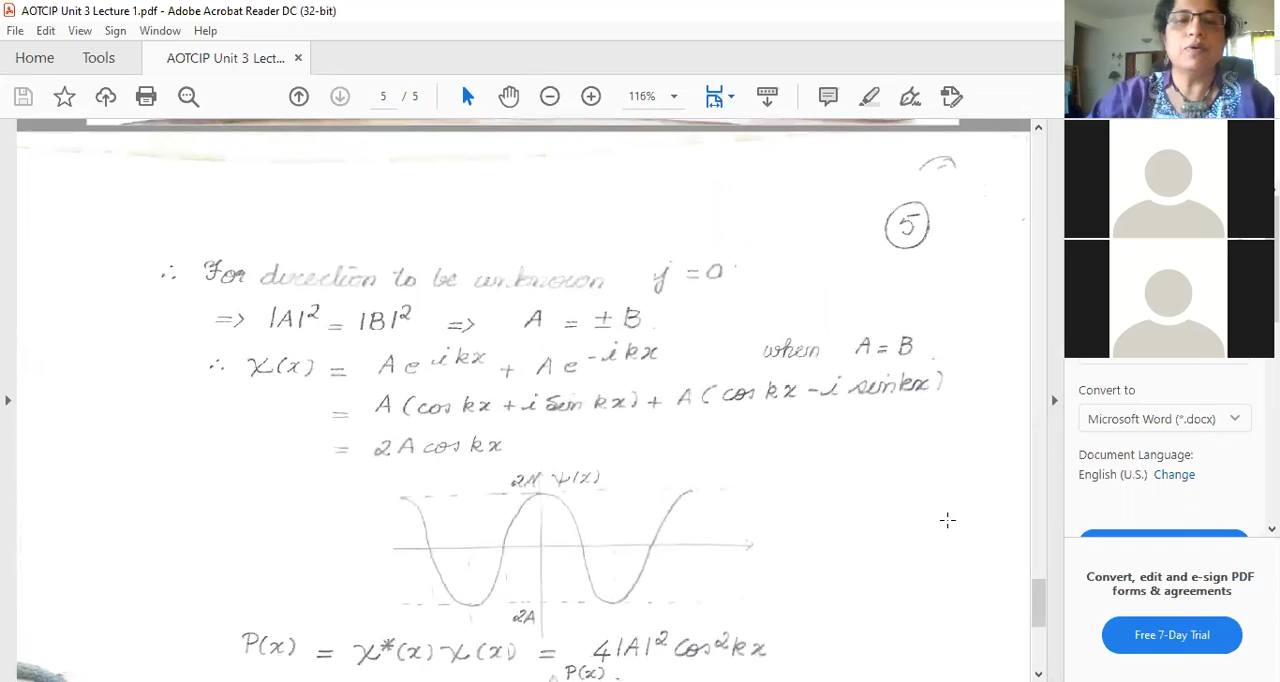 AOTCIP Unit 3 Lecture 1.pdf - Adobe Acrobat Reader DC (32-bit)
File Edit View Sign Window Help
Home Tools AOTCIP Unit 3 Lect... ×
5 / 5 116%
5
∴ For direction to be unknown j = 0
=> |A|² = |B|² => A = ± B
∴ χ(x) = A e^{ikx} + A e^{-ikx} when A = B
= A (cos kx + i sin kx) + A (cos kx - i sin kx)
= 2A cos kx
ψ(x)
2A
P(x) = χ*(x) χ(x) = 4|A|² cos² kx
P(x)
Convert to
Microsoft Word (*.docx)
Document Language:
English (U.S.) Change
Convert, edit and e-sign PDF
forms & agreements
Free 7-Day Trial